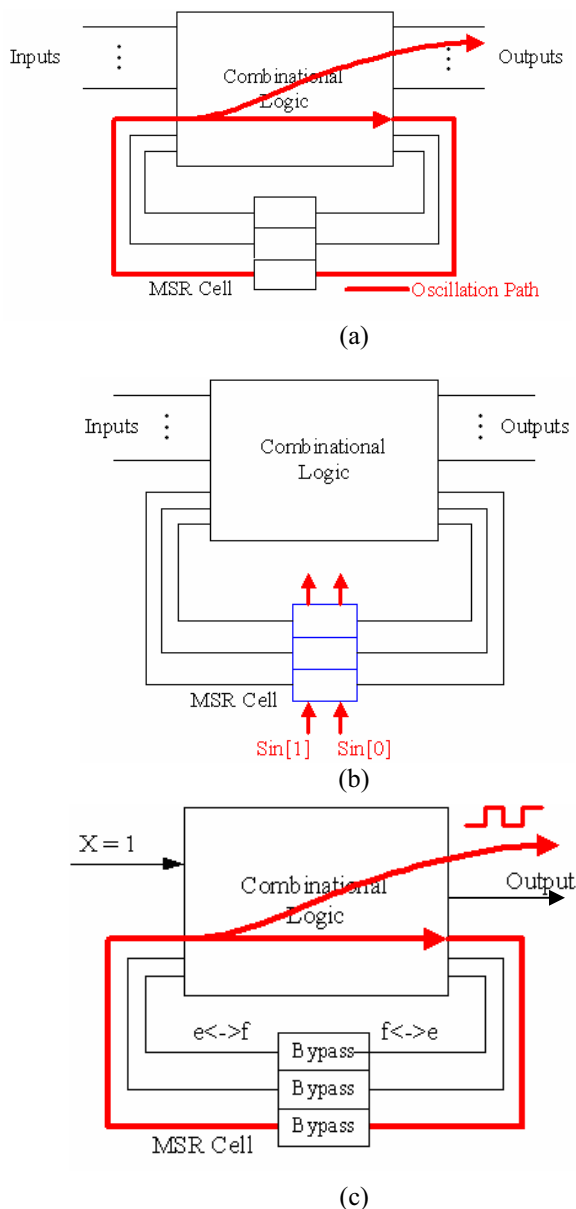 Inputs
Combinational
Logic
Outputs
MSR Cell
Oscillation Path
(a)
Inputs
Combinational
Logic
Outputs
MSR Cell
Sin[1] Sin[0]
(b)
X = 1
Combinational
Logic
Output
e<->f
f<->e
Bypass
Bypass
Bypass
MSR Cell
(c)